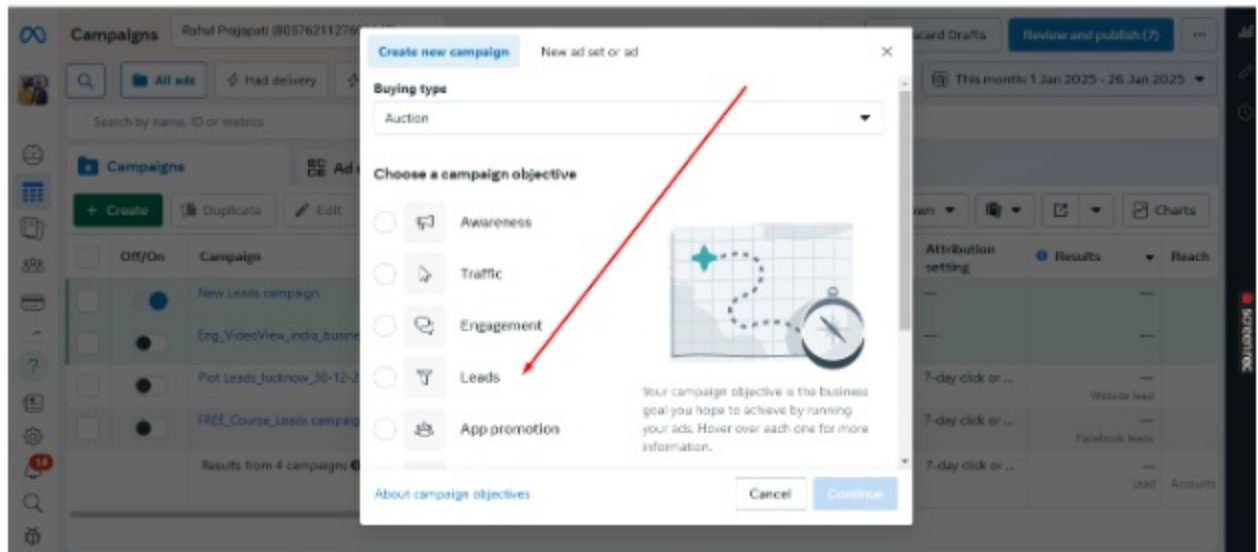 Campaigns
Rahul Prajapati
card Drafts
Review and publish (7)
All ads
Had delivery
This month: 1 Jan 2025 - 26 Jan 2025
Search by name, ID or metrics
Campaigns
Ad
+ Create
Duplicate
Edit
Charts
Off/On
Campaign
Attribution setting
Results
Reach
New Leads campaign
Eng_VideoView_india_busine
Plot Leads_lucknow_30-12-2
7-day click or ...
Website lead
FREE_Course_Leads campaig
7-day click or ...
Facebook leads
Results from 4 campaigns
7-day click or ...
Lead
Accounts
14
Create new campaign
New ad set or ad
Buying type
Auction
Choose a campaign objective
Awareness
Traffic
Engagement
Leads
App promotion
Your campaign objective is the business
goal you hope to achieve by running
your ads. Hover over each one for more
information.
About campaign objectives
Cancel
Continue
screenrec